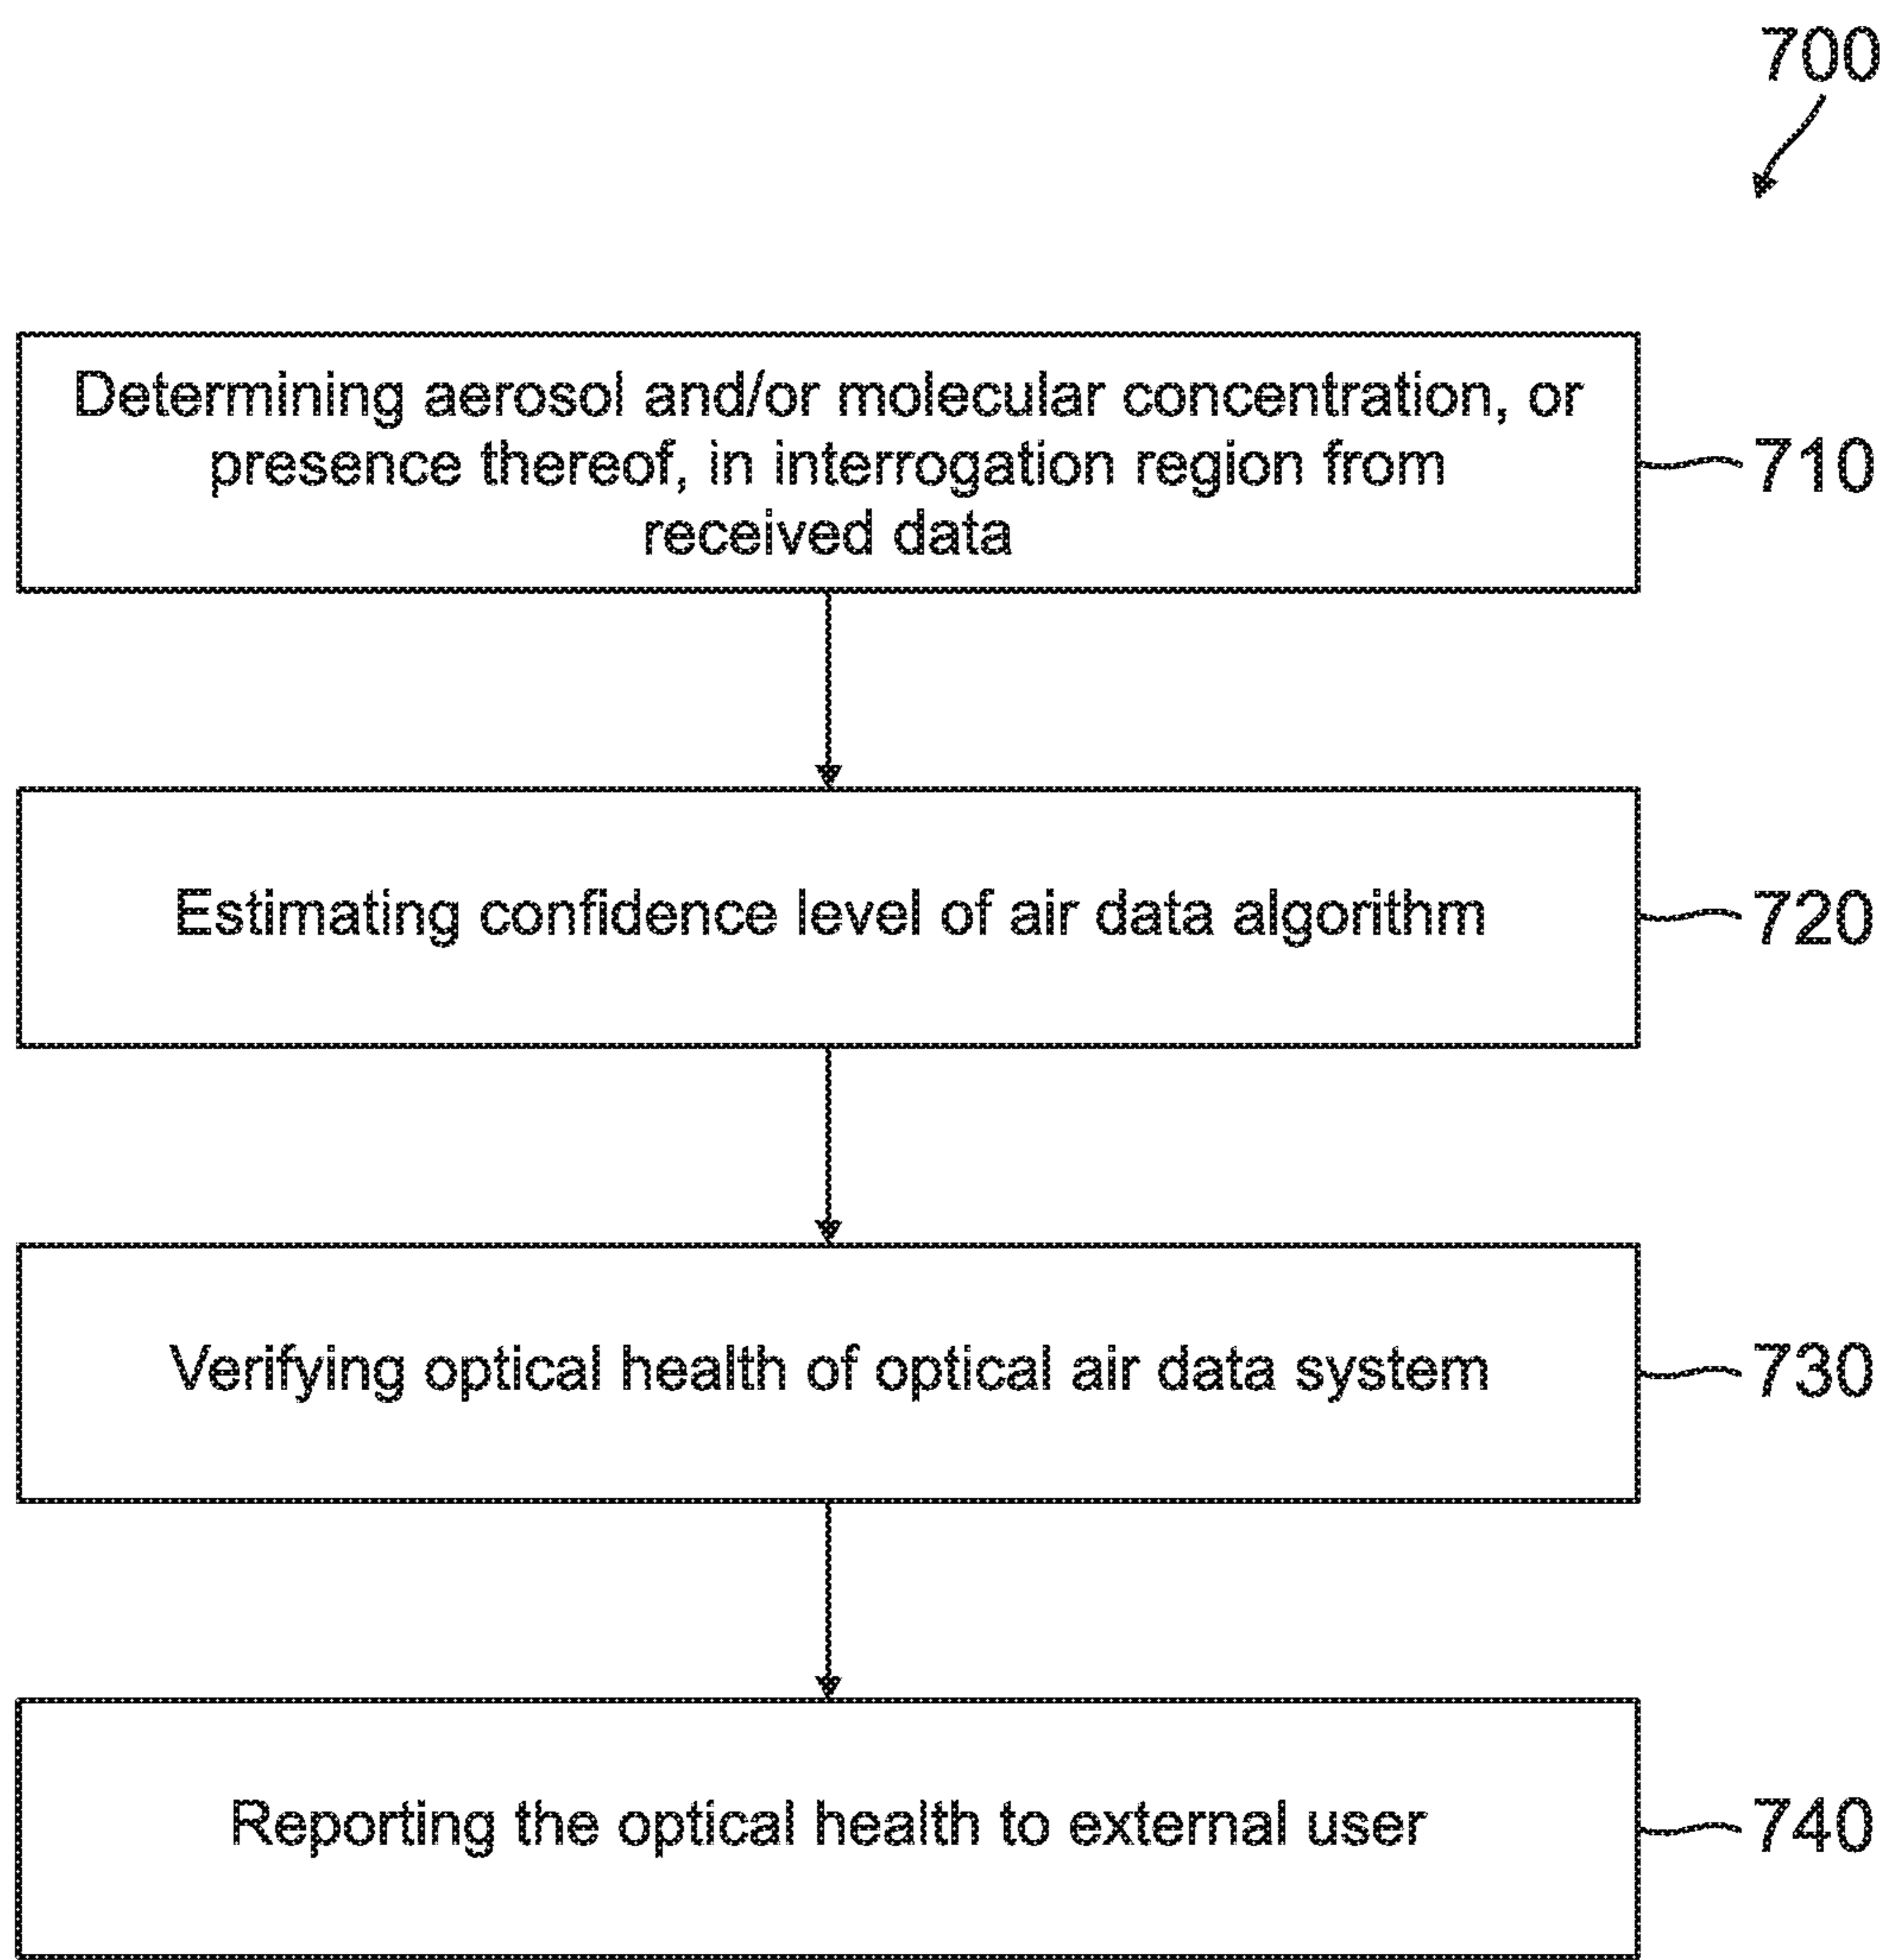 700
Determining aerosol and/or molecular concentration, or
presence thereof, in interrogation region from
received data
710
Estimating confidence level of air data algorithm
720
Verifying optical health of optical air data system
730
Reporting the optical health to external user
740